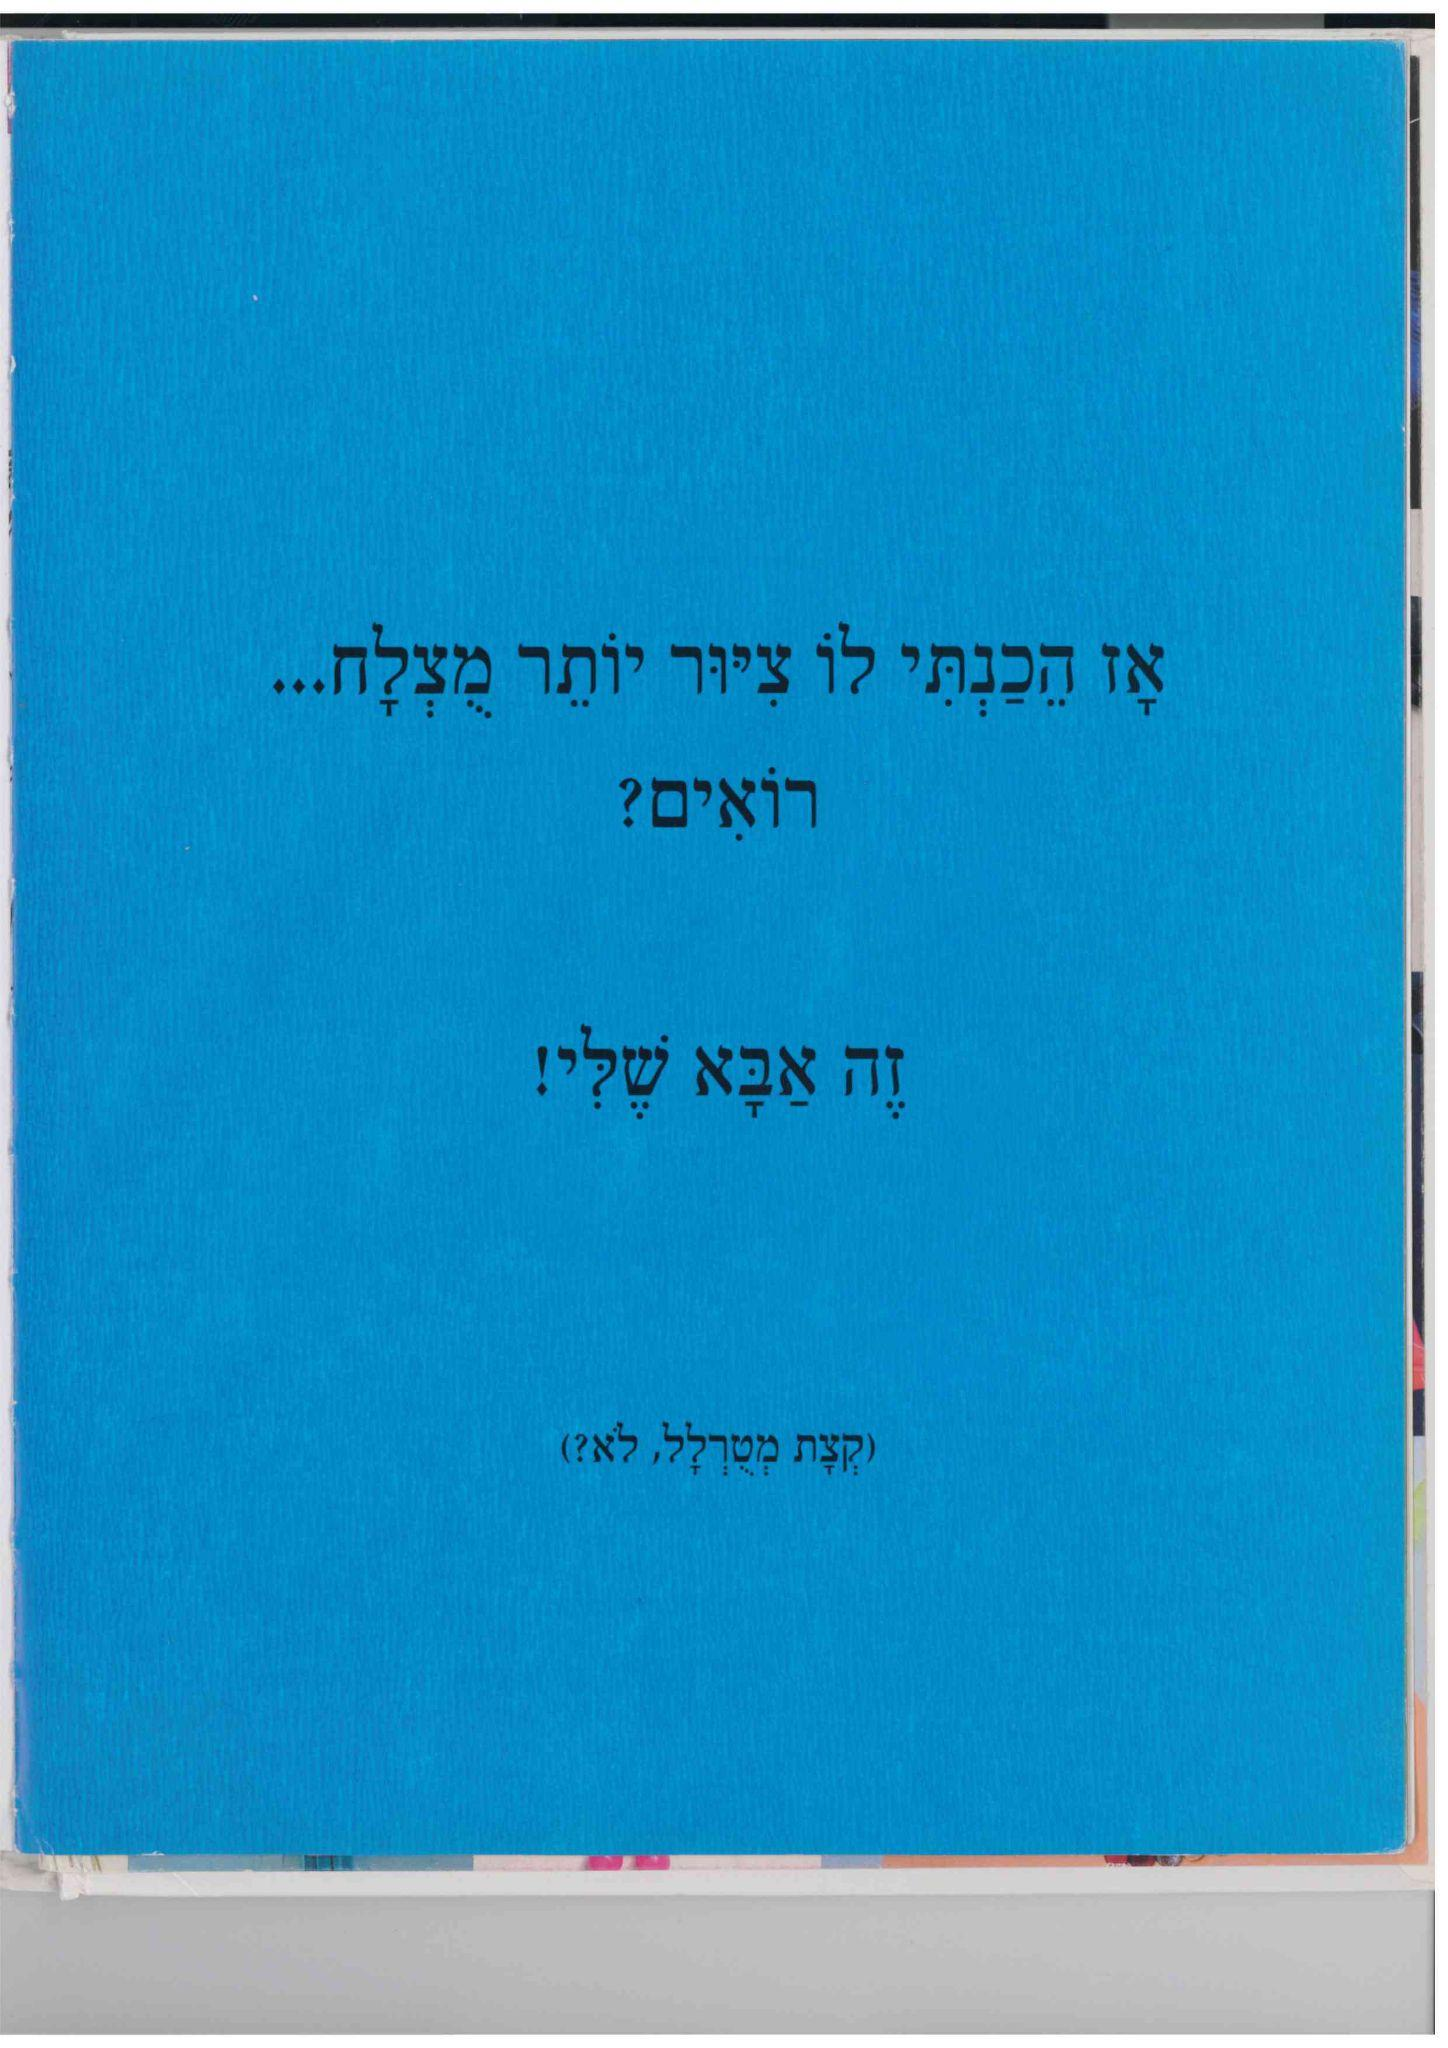 אָז הֵכַנְתִּי לוֹ צִיּוּר יוֹתֵר מֻצְלָח...
רוֹאִים?
זֶה אַבָּא שֶׁלִּי!
(קְצָת מְטֻרְלָל, לֹא?)